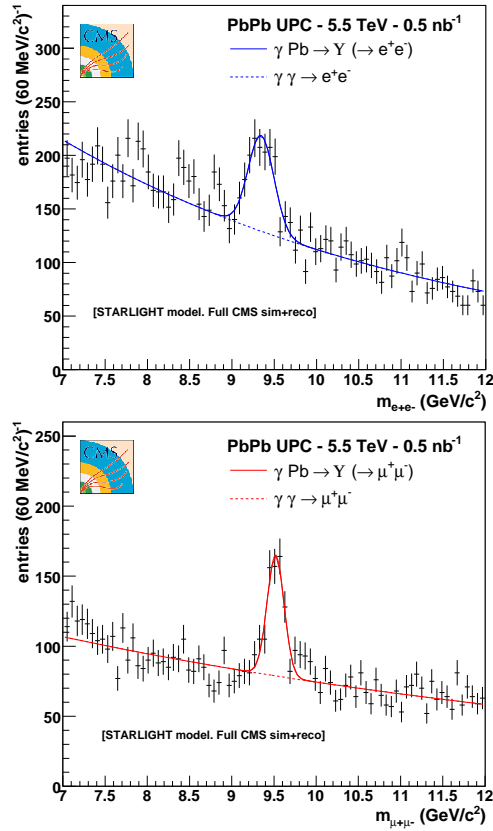 CMS
PbPb UPC - 5.5 TeV - 0.5 nb⁻¹
γ Pb → Υ (→ e⁺e⁻)
γ γ → e⁺e⁻
entries (60 MeV/c²)⁻¹
300
250
200
150
100
50
0
[STARLIGHT model. Full CMS sim+reco]
7 7.5 8 8.5 9 9.5 10 10.5 11 11.5 12
m e+e- (GeV/c²)
CMS
PbPb UPC - 5.5 TeV - 0.5 nb⁻¹
γ Pb → Υ (→ μ⁺μ⁻)
γ γ → μ⁺μ⁻
entries (60 MeV/c²)⁻¹
250
200
150
100
50
0
[STARLIGHT model. Full CMS sim+reco]
7 7.5 8 8.5 9 9.5 10 10.5 11 11.5 12
m μ+μ- (GeV/c²)